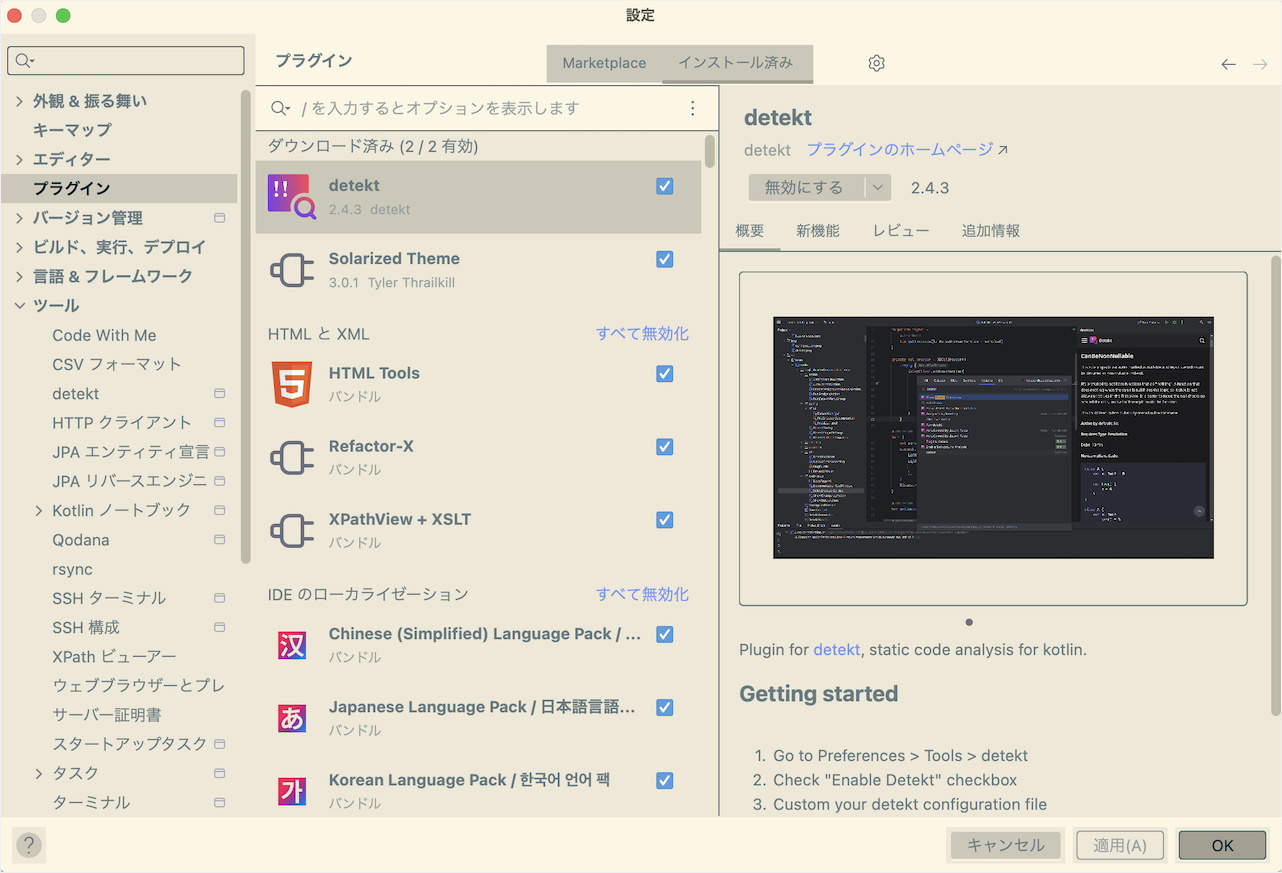 設定
プラグイン
Marketplace
インストール済み
外観 & 振る舞い
キーマップ
エディター
プラグイン
バージョン管理
ビルド、実行、デプロイ
言語 & フレームワーク
ツール
Code With Me
CSV フォーマット
detekt
HTTP クライアント
JPA エンティティ宣言
JPA リバースエンジニ
Kotlin ノートブック
Qodana
rsync
SSH ターミナル
SSH 構成
XPath ビューアー
ウェブブラウザーとプレ
サーバー証明書
スタートアップタスク
タスク
ターミナル
/ を入力するとオプションを表示します
ダウンロード済み (2 / 2 有効)
detekt
2.4.3 detekt
Solarized Theme
3.0.1 Tyler Thrailkill
HTML と XML
すべて無効化
HTML Tools
バンドル
Refactor-X
バンドル
XPathView + XSLT
バンドル
IDE のローカライゼーション
すべて無効化
汉
Chinese (Simplified) Language Pack / ...
バンドル
あ
Japanese Language Pack / 日本語言語...
バンドル
가
Korean Language Pack / 한국어 언어 팩
バンドル
detekt
detekt プラグインのホームページ
無効にする
2.4.3
概要
新機能
レビュー
追加情報
CanBeNonNullable
Plugin for detekt, static code analysis for kotlin.
Getting started
1. Go to Preferences > Tools > detekt
2. Check "Enable Detekt" checkbox
3. Custom your detekt configuration file
?
キャンセル
適用(A)
OK